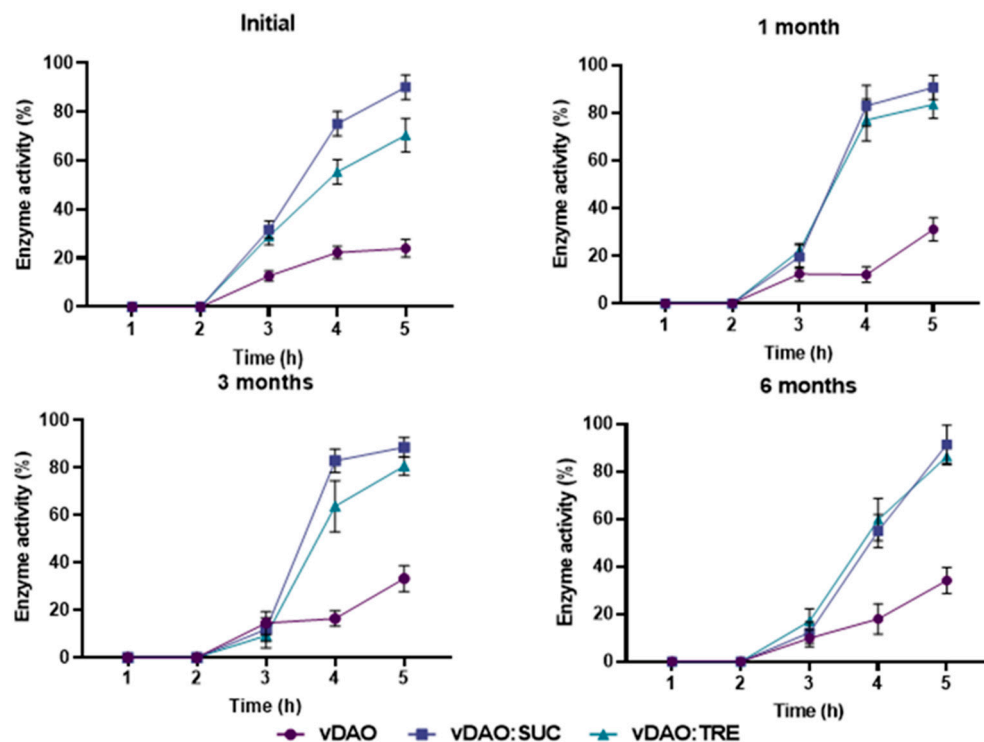 Initial
Enzyme activity (%)
100
80
60
40
20
0
1 2 3 4 5
Time (h)
1 month
Enzyme activity (%)
100
80
60
40
20
0
1 2 3 4 5
Time (h)
3 months
Enzyme activity (%)
100
80
60
40
20
0
1 2 3 4 5
Time (h)
6 months
Enzyme activity (%)
100
80
60
40
20
0
1 2 3 4 5
Time (h)
vDAO vDAO:SUC vDAO:TRE